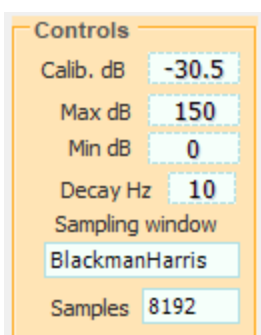 Controls
Calib. dB -30.5
Max dB 150
Min dB 0
Decay Hz 10
Sampling window
BlackmanHarris
Samples 8192